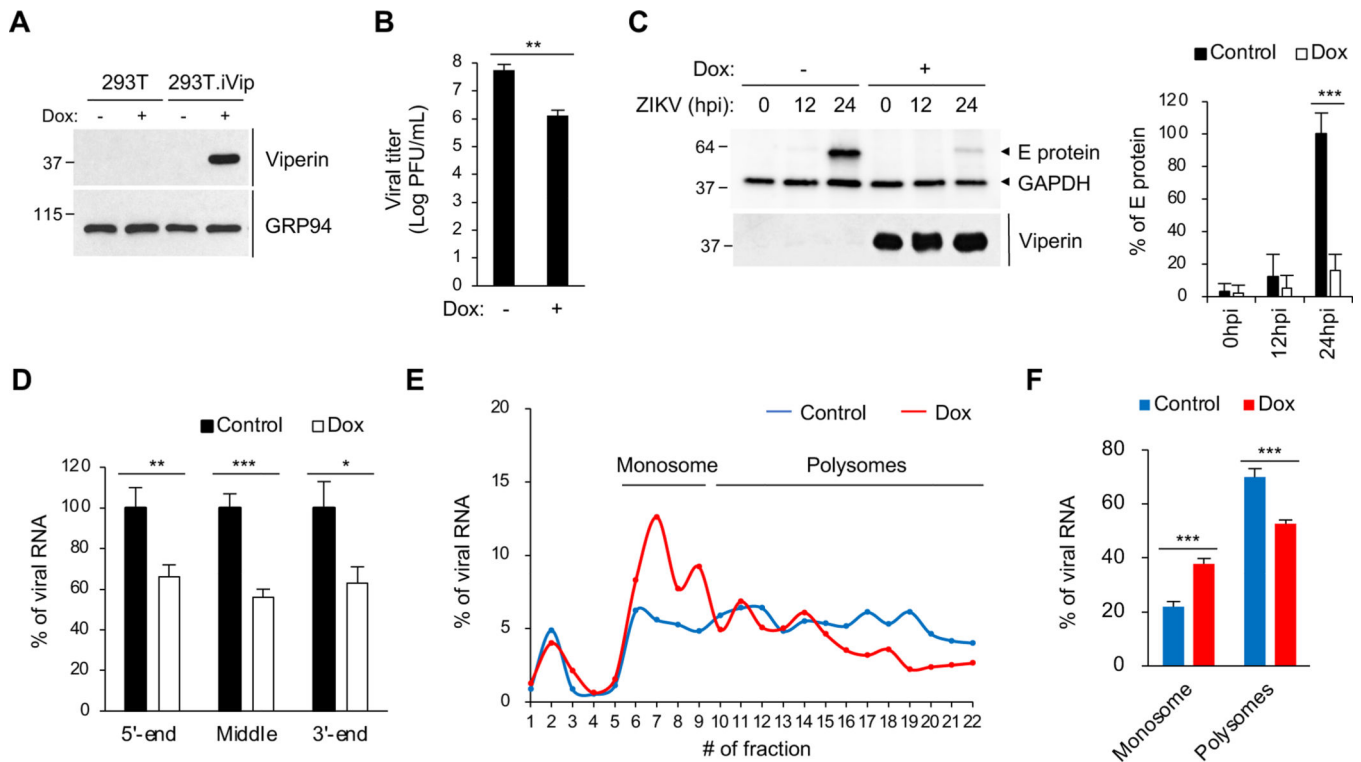 A
293T 293T.iVip
Dox: - + - +
37
Viperin
115
GRP94
B
**
8
7
6
5
4
3
2
1
0
Viral titer
(Log PFU/mL)
Dox: - +
C
Dox: - +
ZIKV (hpi): 0 12 24 0 12 24
64
E protein
37
GAPDH
37
Viperin
Control Dox
***
120
100
80
60
40
20
0
% of E protein
0hpi 12hpi 24hpi
D
Control Dox
** *** *
120
100
80
60
40
20
0
% of viral RNA
5'-end Middle 3'-end
E
Control Dox
Monosome Polysomes
20
15
10
5
0
% of viral RNA
1 2 3 4 5 6 7 8 9 10 11 12 13 14 15 16 17 18 19 20 21 22
# of fraction
F
Control Dox
***
***
80
60
40
20
0
% of viral RNA
Monosome Polysomes